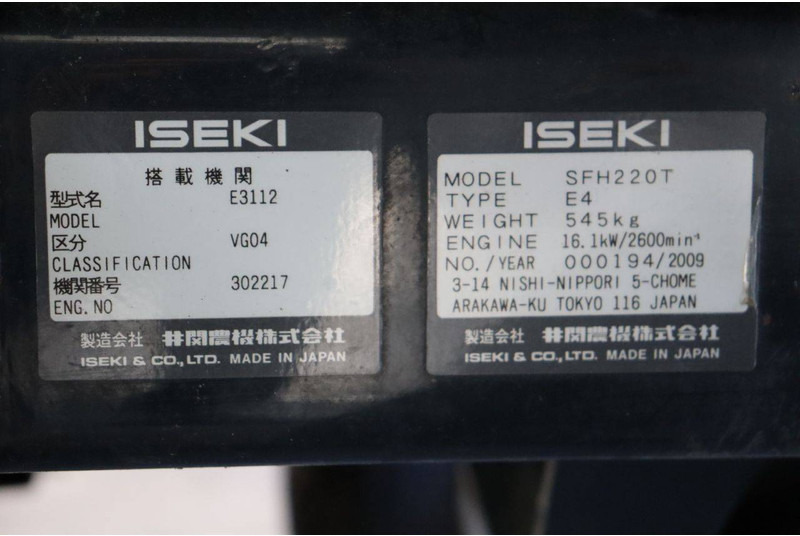 ISEKI
搭載機関
型式名 E3112
MODEL
区分 VG04
CLASSIFICATION
機関番号 302217
ENG. NO
製造会社 井関農機株式会社
ISEKI & CO., LTD. MADE IN JAPAN
ISEKI
MODEL SFH220T
TYPE E4
WEIGHT 545kg
ENGINE 16.1kW/2600min⁻¹
NO./YEAR 000194/2009
3-14 NISHI-NIPPORI 5-CHOME
ARAKAWA-KU TOKYO 116 JAPAN
製造会社 井関農機株式会社
ISEKI & CO., LTD. MADE IN JAPAN